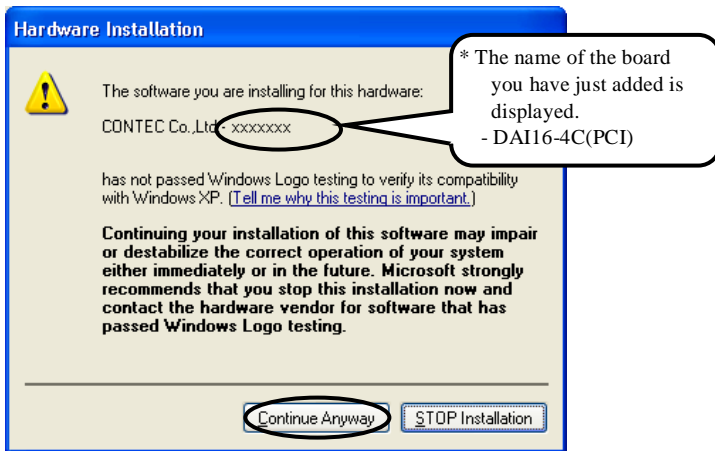 Hardware Installation
* The name of the board
you have just added is
displayed.
- DAI16-4C(PCI)
The software you are installing for this hardware:
CONTEC Co.,Ltd - xxxxxxx
has not passed Windows Logo testing to verify its compatibility
with Windows XP. (Tell me why this testing is important.)
Continuing your installation of this software may impair
or destabilize the correct operation of your system
either immediately or in the future. Microsoft strongly
recommends that you stop this installation now and
contact the hardware vendor for software that has
passed Windows Logo testing.
Continue Anyway
STOP Installation